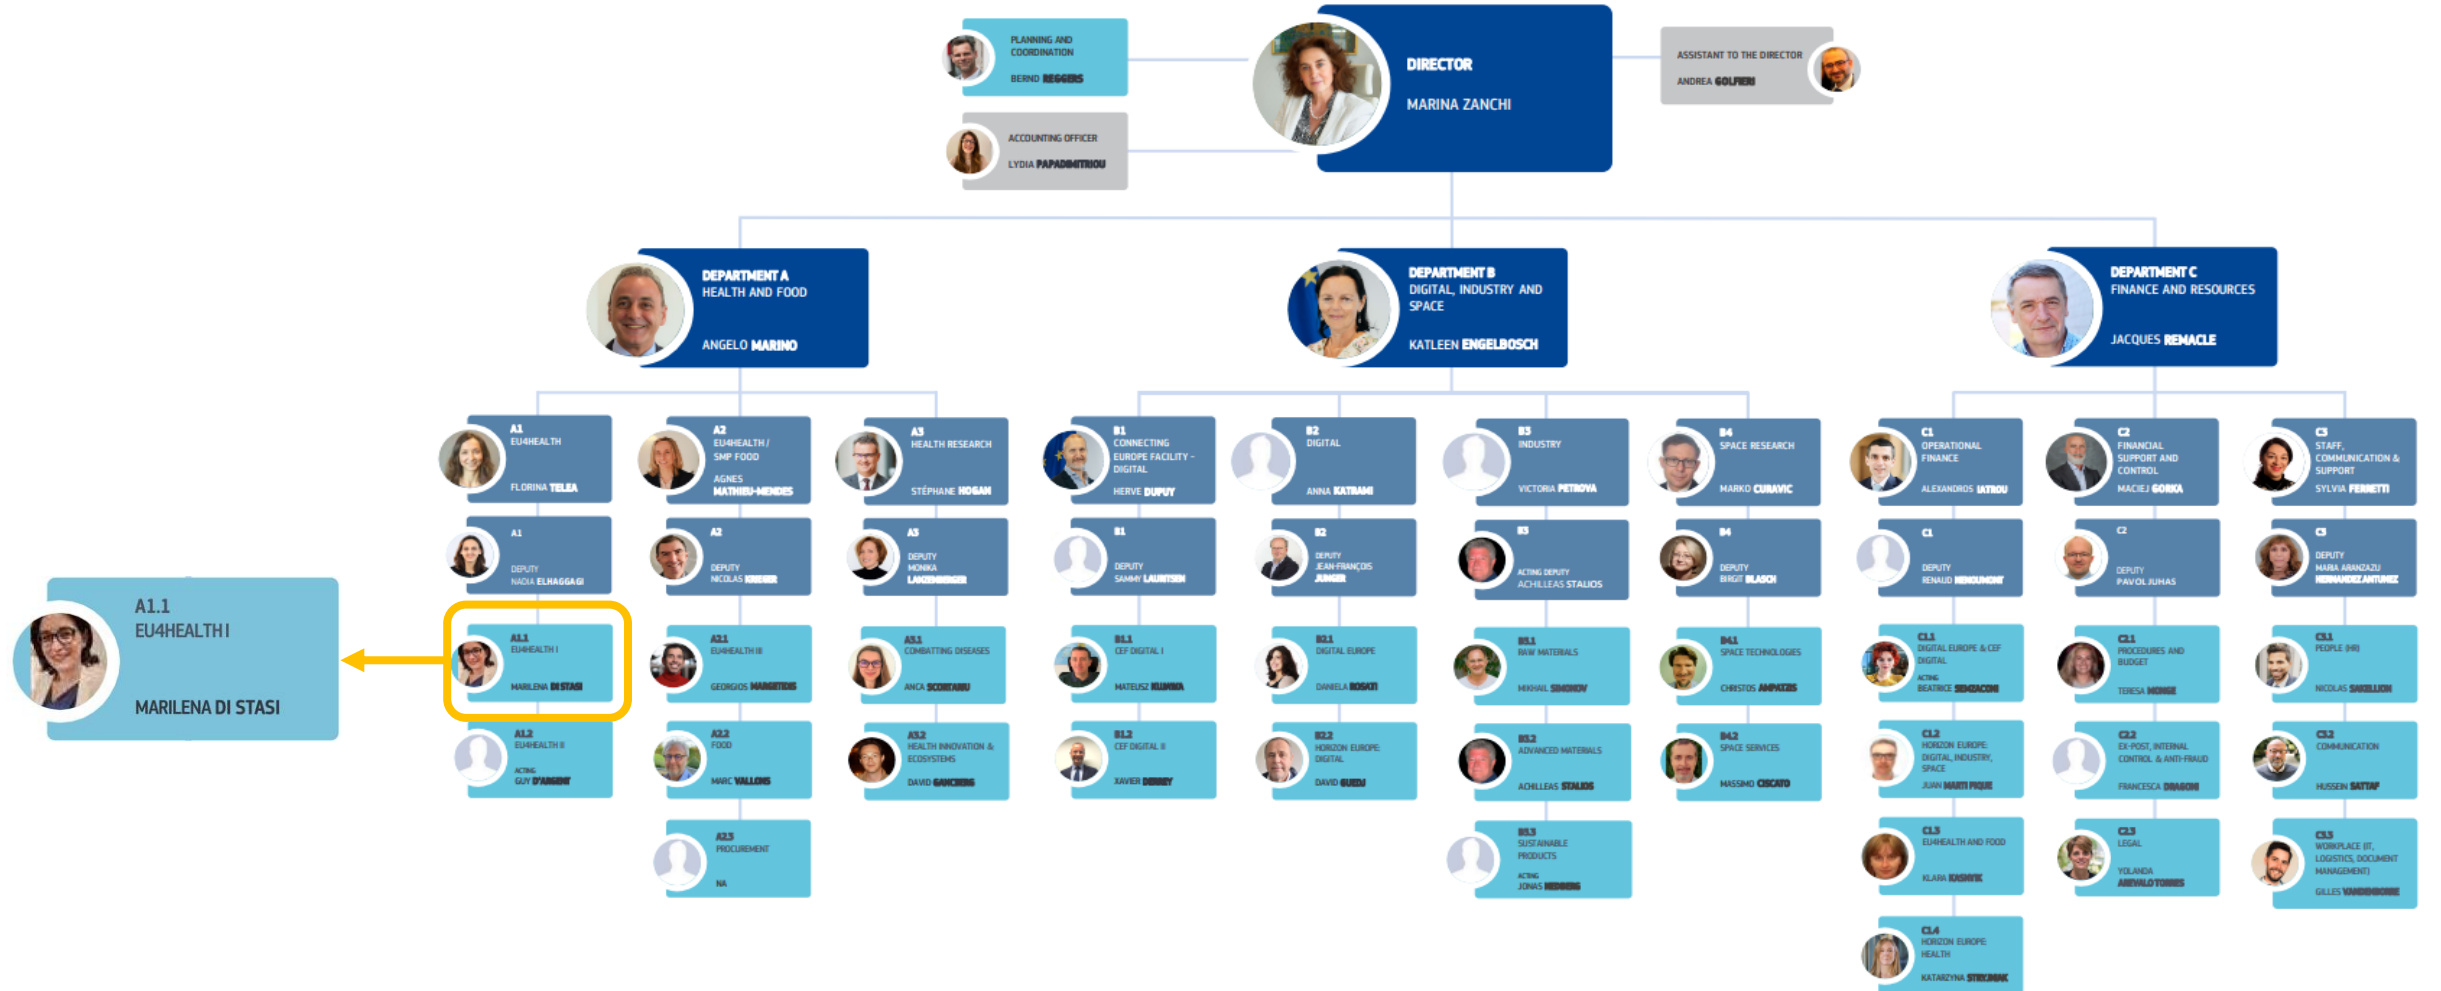 PLANNING AND
COORDINATION
BERND REGGERS
ACCOUNTING OFFICER
LYDIA PAPADIMITRIOU
DIRECTOR
MARINA ZANCHI
ASSISTANT TO THE DIRECTOR
ANDREA GOLFIERI
DEPARTMENT A
HEALTH AND FOOD
ANGELO MARINO
DEPARTMENT B
DIGITAL, INDUSTRY AND
SPACE
KATLEEN ENGELBOSCH
DEPARTMENT C
FINANCE AND RESOURCES
JACQUES REMACLE
A1
EU4HEALTH
FLORINA TELEA
A2
EU4HEALTH /
SMP FOOD
AGNES
MATHIEU-MENDES
A3
HEALTH RESEARCH
STÉPHANE HOGAN
B1
CONNECTING
EUROPE FACILITY –
DIGITAL
HERVE DUPUY
B2
DIGITAL
ANNA KATRAMI
B3
INDUSTRY
VICTORIA PETROVA
B4
SPACE RESEARCH
MARKO CURAVIC
C1
OPERATIONAL
FINANCE
ALEXANDROS IATROU
C2
FINANCIAL
SUPPORT AND
CONTROL
MACIEJ GORKA
C3
STAFF,
COMMUNICATION &
SUPPORT
SYLVIA FERRETTI
A1
DEPUTY
NADIA ELHAGGAGI
A2
DEPUTY
NICOLAS KRIEGER
A3
DEPUTY
MONIKA
LANZENBERGER
B1
DEPUTY
SAMMY LAURITSEN
B2
DEPUTY
JEAN-FRANÇOIS
JUNGER
B3
ACTING DEPUTY
ACHILLEAS STALIOS
B4
DEPUTY
BIRGIT BLASCH
C1
DEPUTY
RENAUD
C2
DEPUTY
PAVOL JUHAS
C3
DEPUTY
MARIA ARANZAZU
HERNANDEZ ANTUNEZ
A1.1
EU4HEALTH I
MARILENA DI STASI
A1.1
EU4HEALTH I
MARILENA DI STASI
A2.1
EU4HEALTH III
GEORGIOS MARGETIDIS
A3.1
COMBATTING DISEASES
ANCA SCORTARIU
B1.1
CEF DIGITAL I
MATEUSZ
B2.1
DIGITAL EUROPE
DANIELA ROSATI
B3.1
RAW MATERIALS
MIKHAIL SIMONOV
B4.1
SPACE TECHNOLOGIES
CHRISTOS AMPATZIS
C1.1
DIGITAL EUROPE & CEF
DIGITAL
ACTING
BEATRICE
C2.1
PROCEDURES AND
BUDGET
TERESA MONGE
C3.1
PEOPLE (HR)
NICOLAS SAKELLION
A1.2
EU4HEALTH II
ACTING
GUY D'ARGENT
A2.2
FOOD
MARC VALLONS
A3.2
HEALTH INNOVATION &
ECOSYSTEMS
DAVID GANCBERG
B1.2
CEF DIGITAL II
XAVIER DERREY
B2.2
HORIZON EUROPE:
DIGITAL
DAVID GUEDJ
B3.2
ADVANCED MATERIALS
ACHILLEAS STALIOS
B4.2
SPACE SERVICES
MASSIMO CISCATO
C1.2
HORIZON EUROPE:
DIGITAL, INDUSTRY,
SPACE
JUAN MARTI PIQUE
C2.2
EX-POST, INTERNAL
CONTROL & ANTI-FRAUD
FRANCESCA DRAGONI
C3.2
COMMUNICATION
HUSSEIN SATTAF
A2.3
PROCUREMENT
NA
B3.3
SUSTAINABLE
PRODUCTS
ACTING
JONAS HEDBERG
C1.3
EU4HEALTH AND FOOD
KLARA KASNYIK
C2.3
LEGAL
YOLANDA
AREVALO TORRES
C3.3
WORKPLACE (IT,
LOGISTICS, DOCUMENT
MANAGEMENT)
GILLES VANDENBORRE
C1.4
HORIZON EUROPE:
HEALTH
KATARZYNA STRYJNIAK